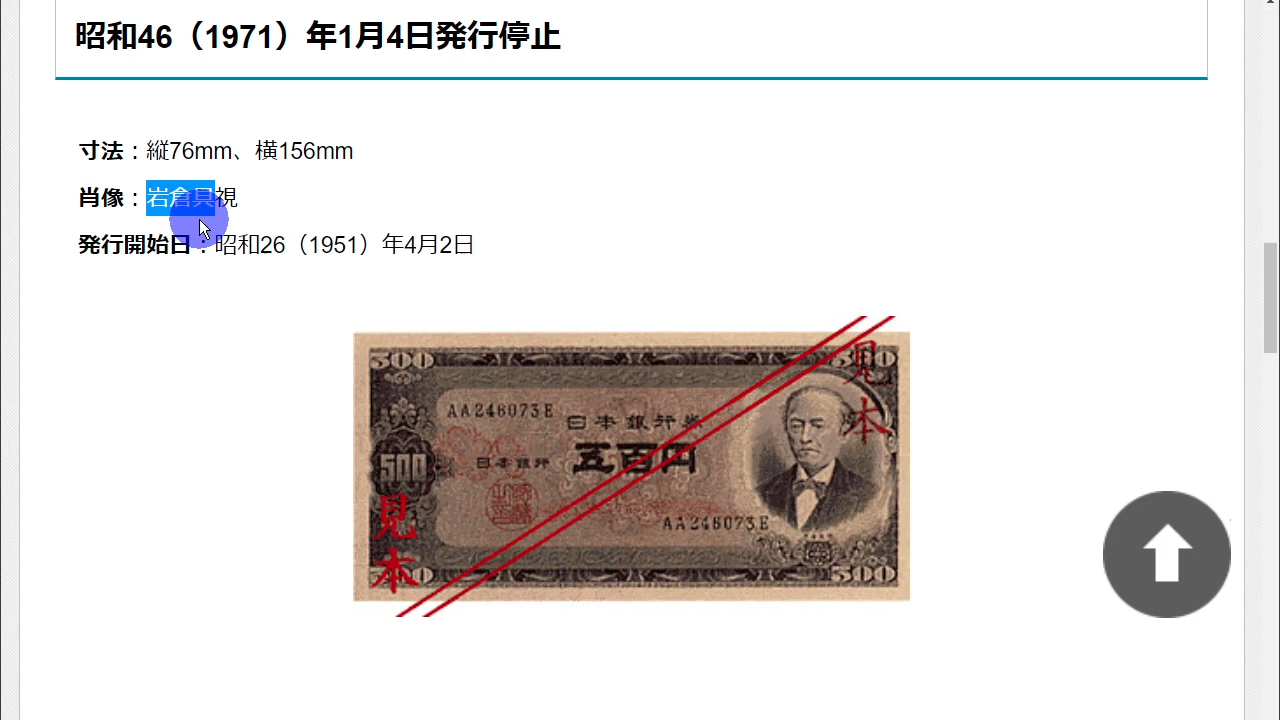 昭和46（1971）年1月4日発行停止
寸法：縦76mm、横156mm
肖像：岩倉具視
発行開始日：昭和26（1951）年4月2日
500
500
見本
AA246073E
日本銀行券
500
日本銀行
五百円
AA246073E
見本
500